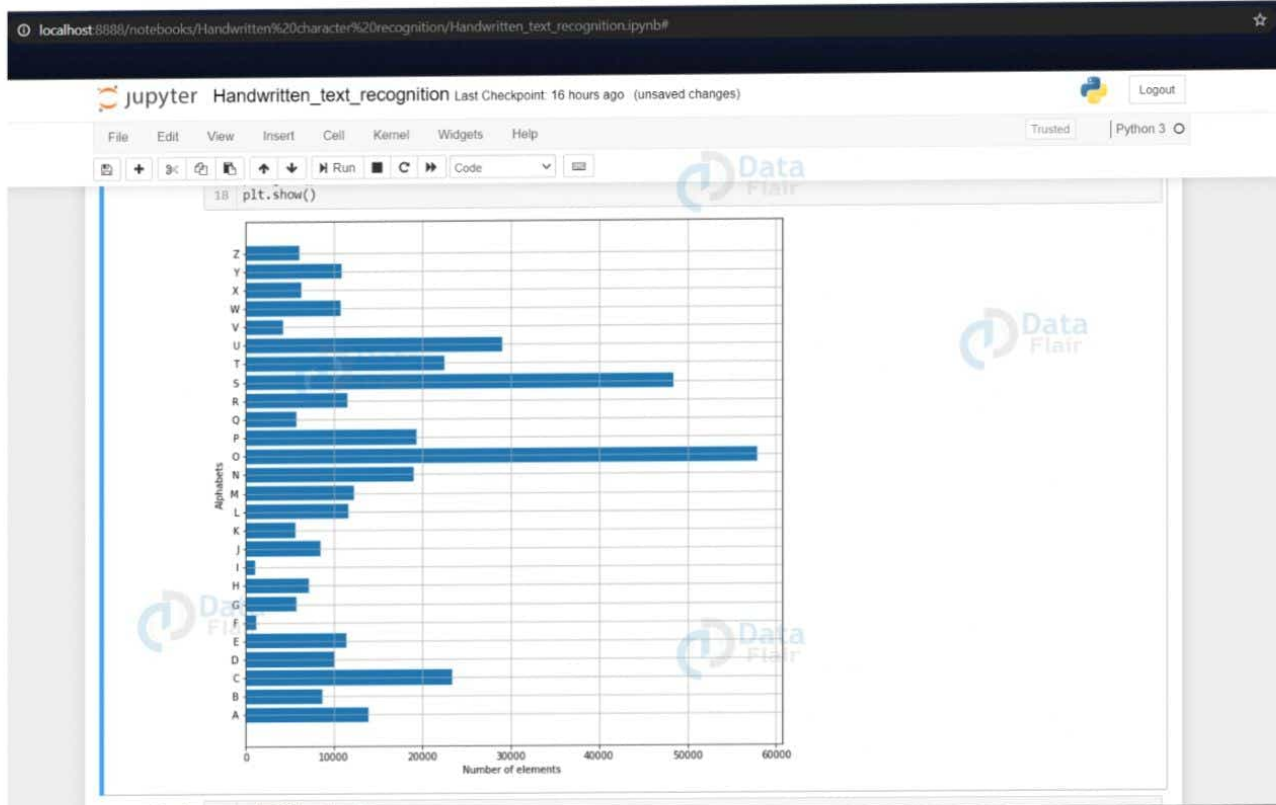 localhost:8888/notebooks/Handwritten%20character%20recognition/Handwritten_text_recognition.ipynb#
jupyter Handwritten_text_recognition Last Checkpoint: 16 hours ago (unsaved changes)
Logout
File Edit View Insert Cell Kernel Widgets Help
Trusted Python 3
Run Code
Data
Flair
18 plt.show()
Z
Y
X
W
V
U
T
S
R
Q
P
O
N
M
L
K
J
I
H
G
F
E
D
C
B
A
Alphabets
0 10000 20000 30000 40000 50000 60000
Number of elements
Data
Flair
Data
Flair
Data
Flair